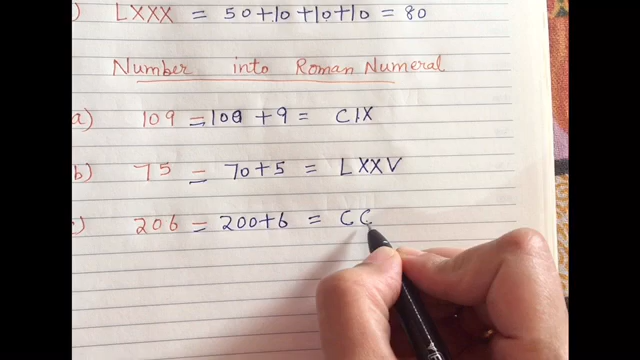 ) LXXX = 50+10+10+10 = 80
Number into Roman Numeral
a) 109 = 100 + 9 = CIX
b) 75 = 70+5 = LXXV
c) 206 = 200+6 = CC